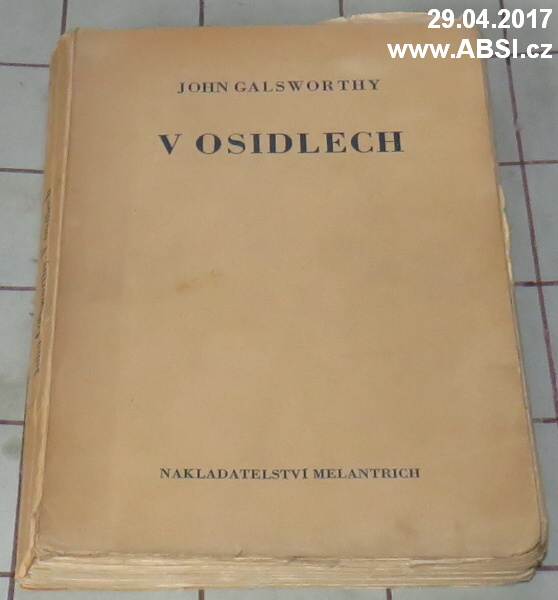 29.04.2017
www.ABSI.cz
JOHN GALSWORTHY
V OSIDLECH
NAKLADATELSTVÍ MELANTRICH